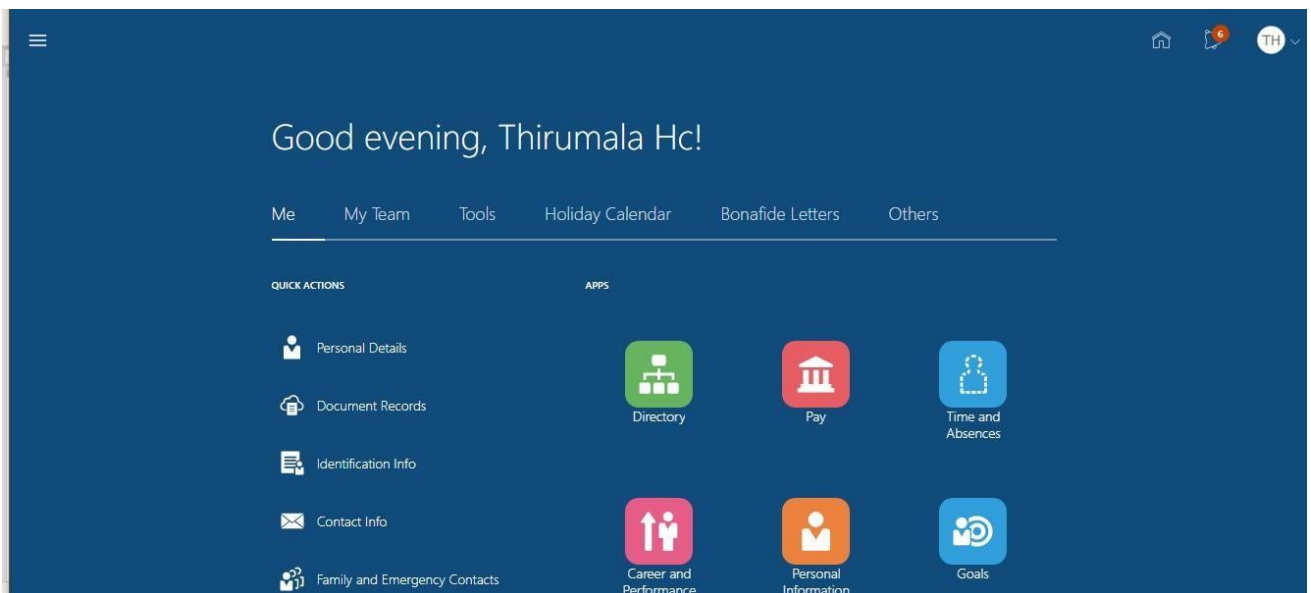 6
TH
Good evening, Thirumala Hc!
Me My Team Tools Holiday Calendar Bonafide Letters Others
QUICK ACTIONS
Personal Details
Document Records
Identification Info
Contact Info
Family and Emergency Contacts
APPS
Directory
Pay
Time and
Absences
Career and
Performance
Personal
Information
Goals